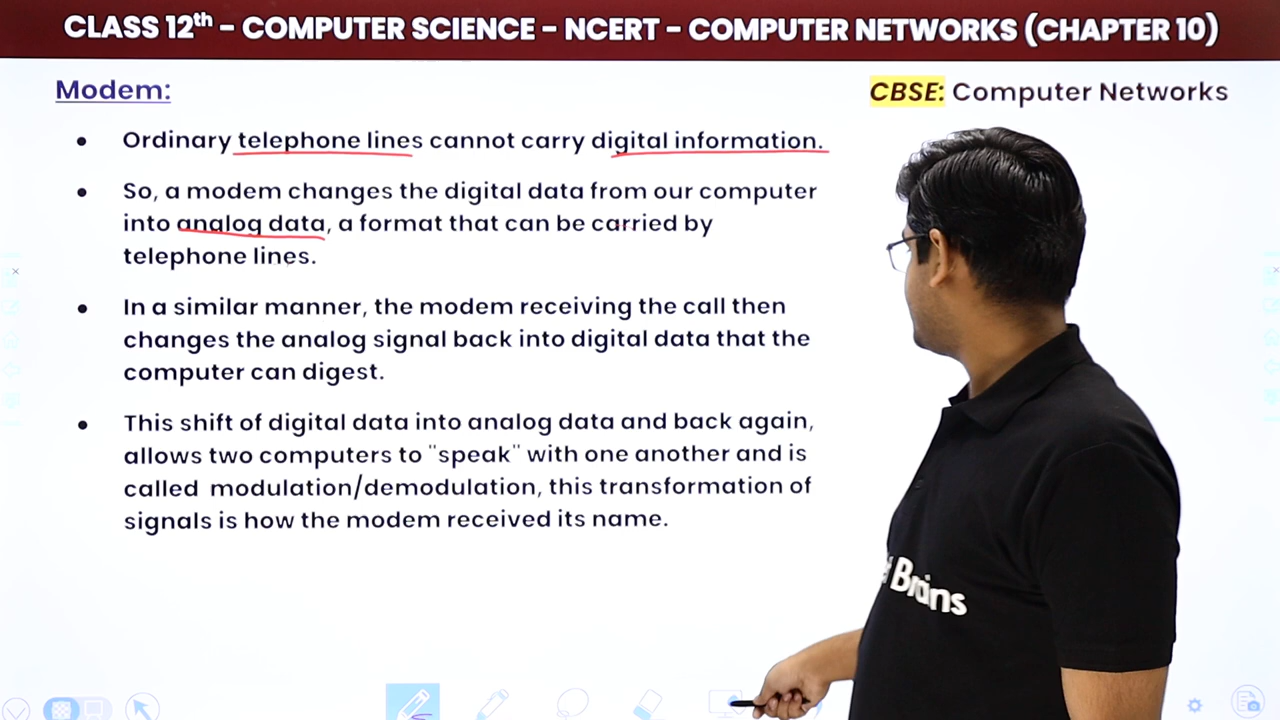 CLASS 12th - COMPUTER SCIENCE - NCERT - COMPUTER NETWORKS (CHAPTER 10)
Modem:
CBSE: Computer Networks
• Ordinary telephone lines cannot carry digital information.
• So, a modem changes the digital data from our computer
into analog data, a format that can be carried by
telephone lines.
• In a similar manner, the modem receiving the call then
changes the analog signal back into digital data that the
computer can digest.
• This shift of digital data into analog data and back again,
allows two computers to "speak" with one another and is
called modulation/demodulation, this transformation of
signals is how the modem received its name.
Brains